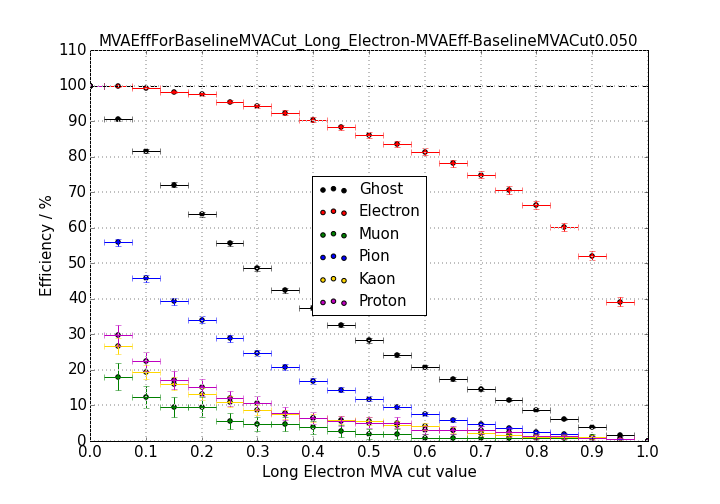 MVAEffForBaselineMVACut_Long_Electron-MVAEff-BaselineMVACut0.050
110
100
90
80
70
60
50
40
30
20
10
0
Efficiency / %
Ghost
Electron
Muon
Pion
Kaon
Proton
0.0 0.1 0.2 0.3 0.4 0.5 0.6 0.7 0.8 0.9 1.0
Long Electron MVA cut value